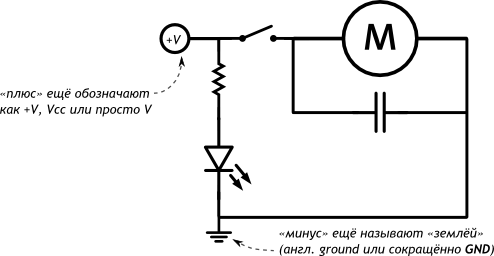 +V
M
«плюс» ещё обозначают
как +V, Vcc или просто V
«минус» ещё называют «землёй»
(англ. ground или сокращённо GND)